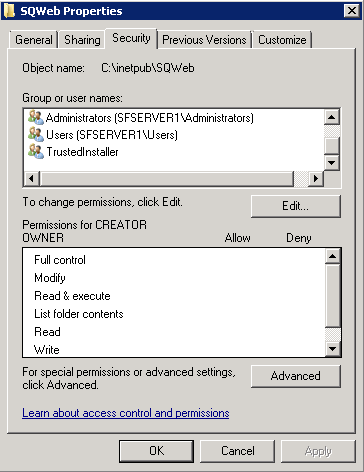 SQWeb Properties
General Sharing Security Previous Versions Customize
Object name: C:\inetpub\SQWeb
Group or user names:
Administrators (SFSERVER1\Administrators)
Users (SFSERVER1\Users)
TrustedInstaller
To change permissions, click Edit.
Edit...
Permissions for CREATOR
OWNER Allow Deny
Full control
Modify
Read & execute
List folder contents
Read
Write
For special permissions or advanced settings,
click Advanced.
Advanced
Learn about access control and permissions
OK Cancel Apply